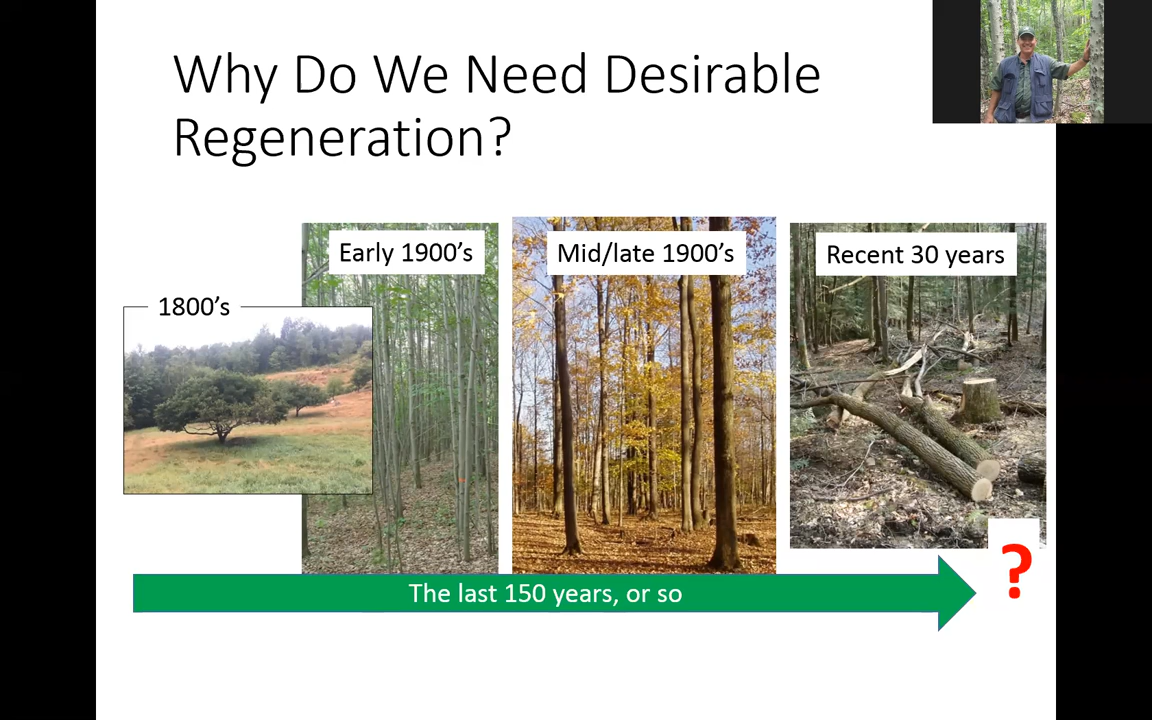 Why Do We Need Desirable
Regeneration?
1800's
Early 1900's
Mid/late 1900's
Recent 30 years
The last 150 years, or so
?